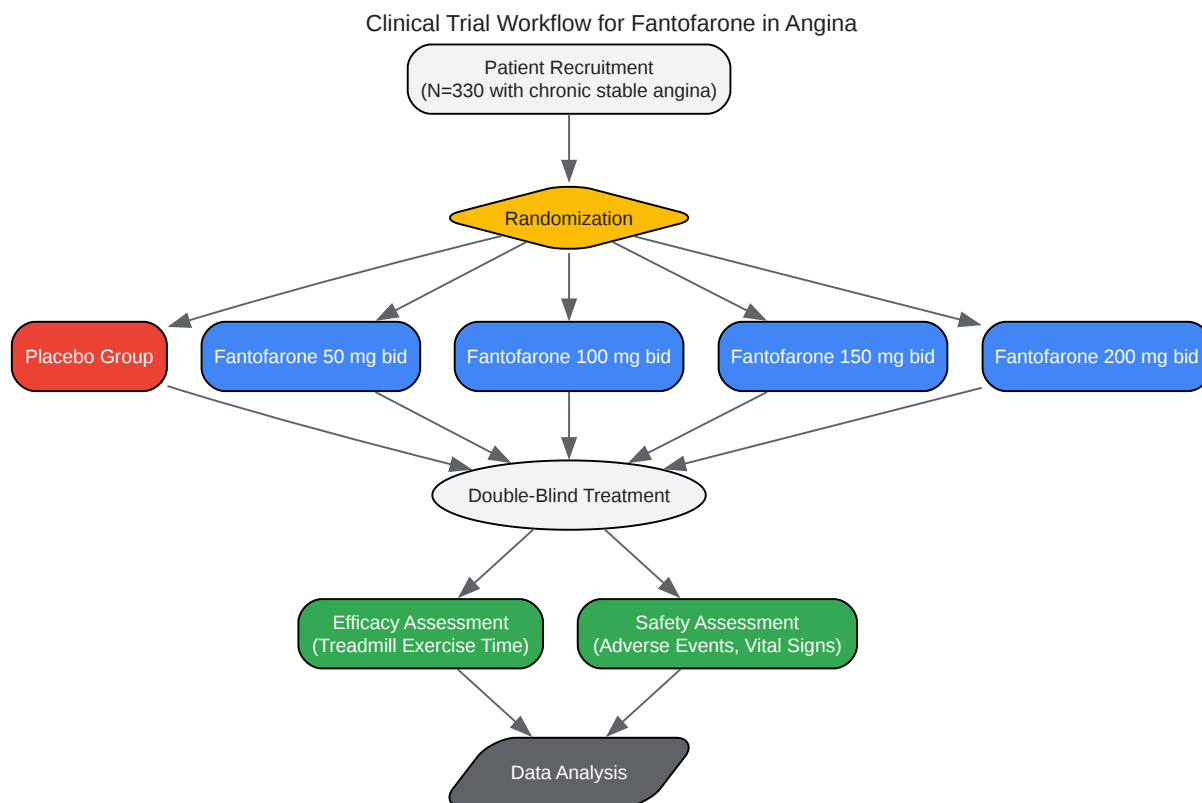 Clinical Trial Workflow for Fantofarone in Angina
Patient Recruitment
(N=330 with chronic stable angina)
Randomization
Placebo Group
Fantofarone 50 mg bid
Fantofarone 100 mg bid
Fantofarone 150 mg bid
Fantofarone 200 mg bid
Double-Blind Treatment
Efficacy Assessment
(Treadmill Exercise Time)
Safety Assessment
(Adverse Events, Vital Signs)
Data Analysis